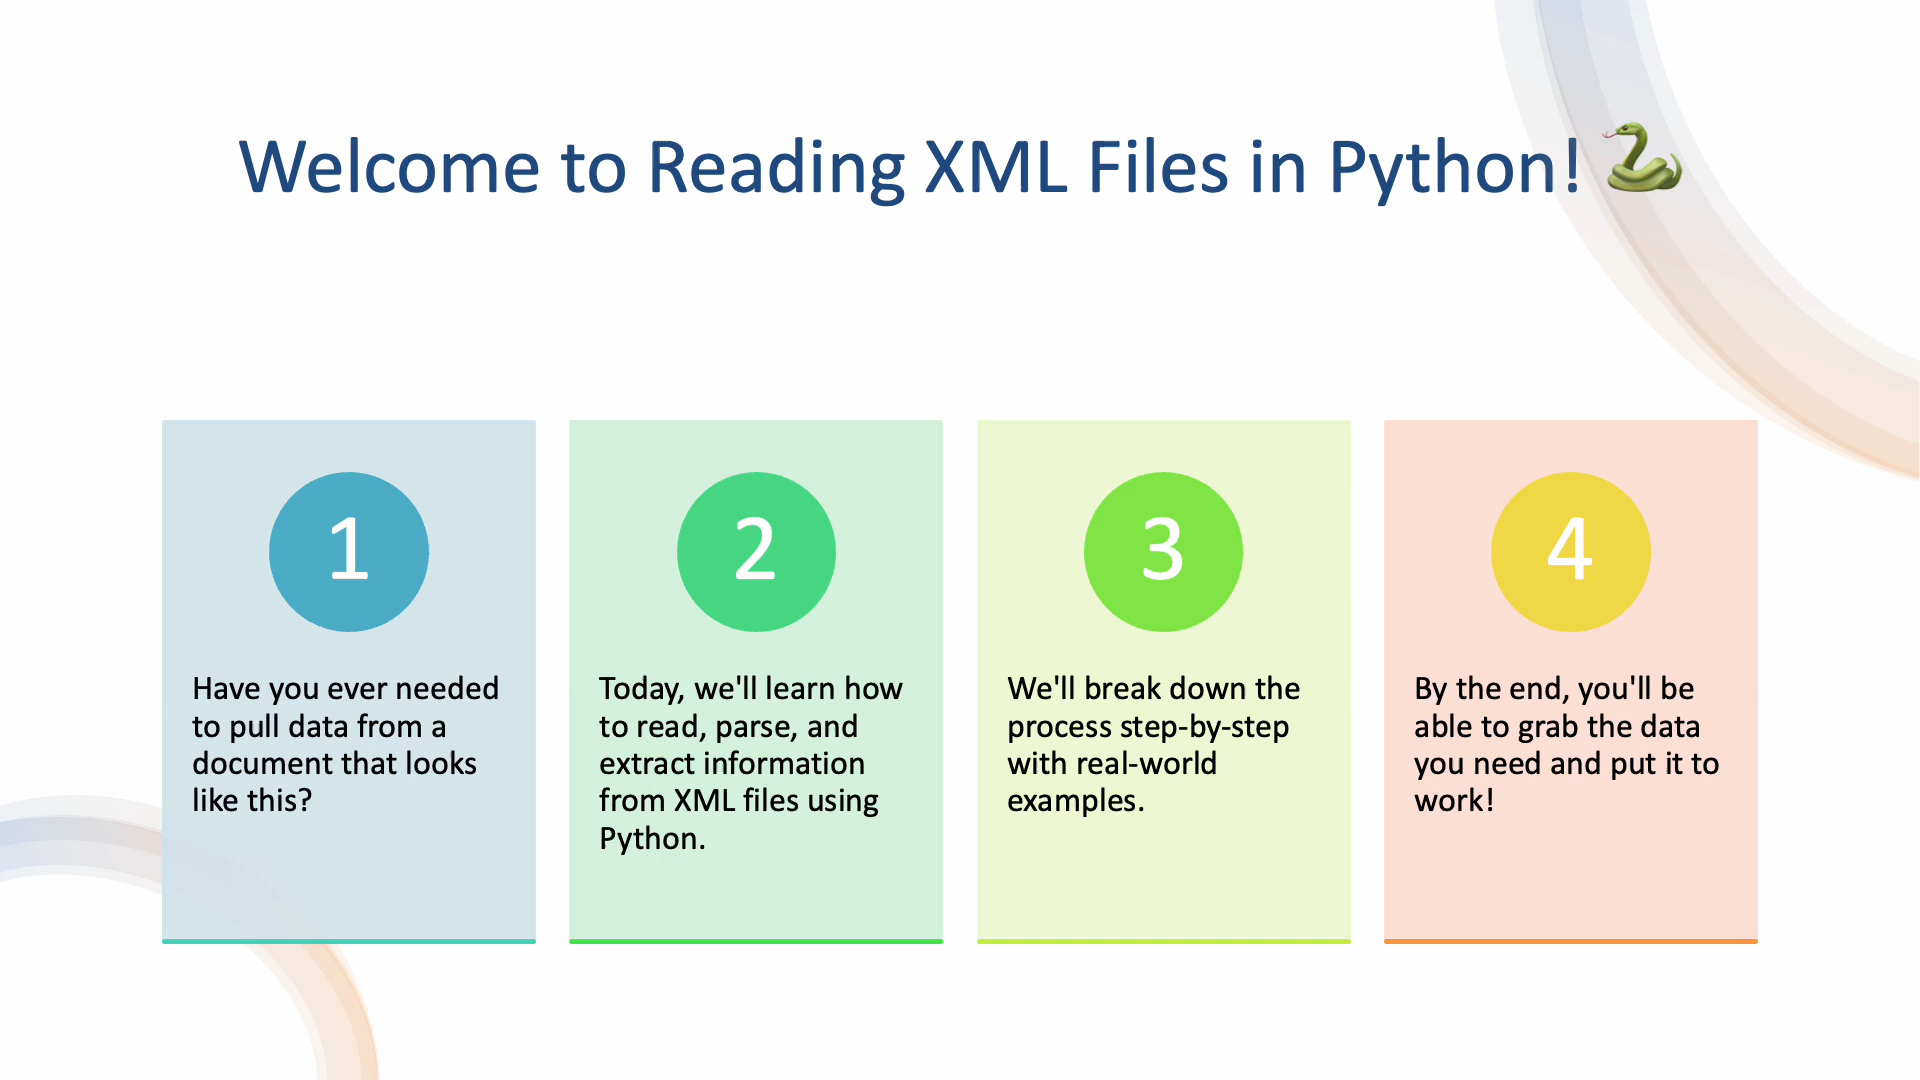 Welcome to Reading XML Files in Python! 🐍
1
Have you ever needed
to pull data from a
document that looks
like this?
2
Today, we'll learn how
to read, parse, and
extract information
from XML files using
Python.
3
We'll break down the
process step-by-step
with real-world
examples.
4
By the end, you'll be
able to grab the data
you need and put it to
work!